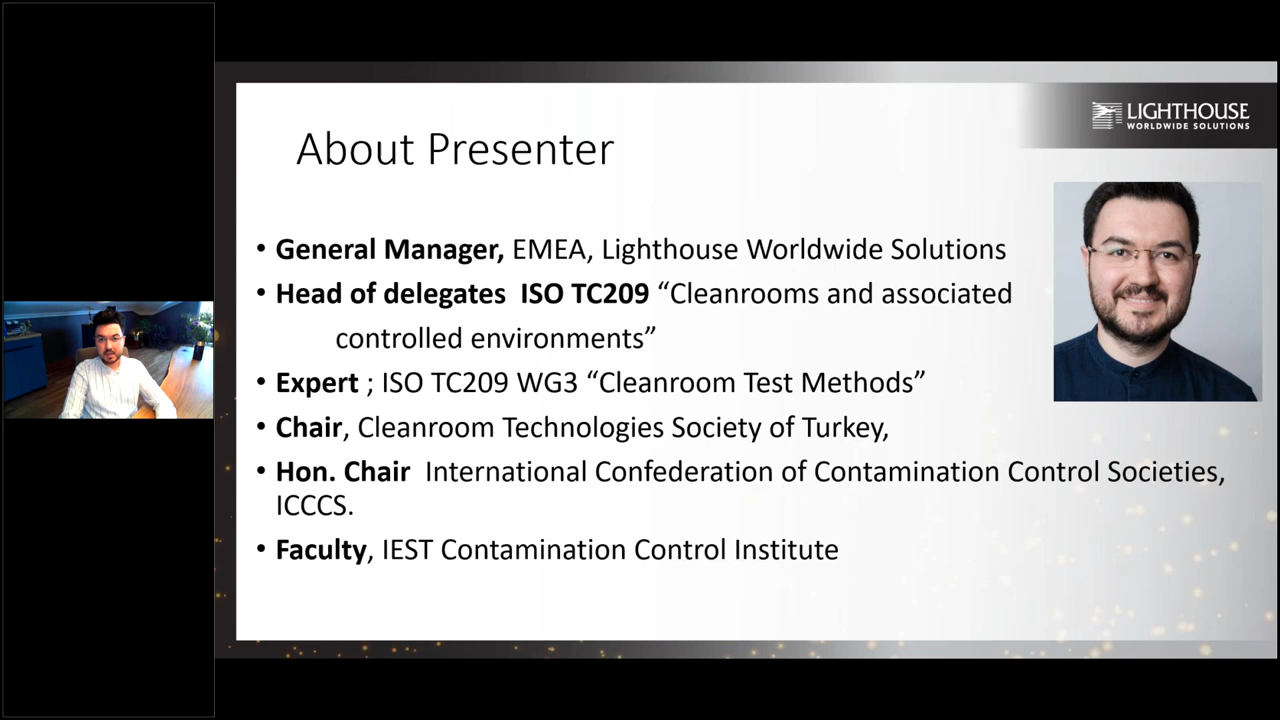 LIGHTHOUSE
WORLDWIDE SOLUTIONS
About Presenter
• General Manager, EMEA, Lighthouse Worldwide Solutions
• Head of delegates ISO TC209 “Cleanrooms and associated
controlled environments”
• Expert ; ISO TC209 WG3 “Cleanroom Test Methods”
• Chair, Cleanroom Technologies Society of Turkey,
• Hon. Chair International Confederation of Contamination Control Societies,
ICCCS.
• Faculty, IEST Contamination Control Institute